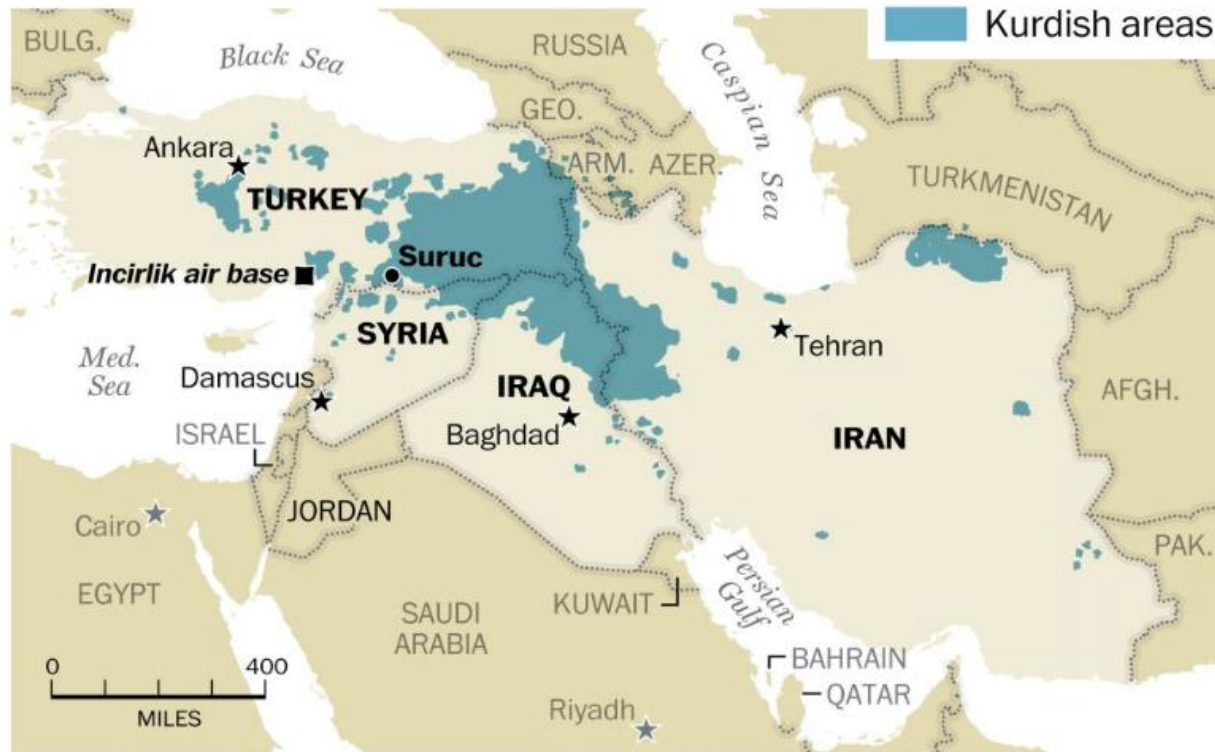 Kurdish areas
BULG.
Black Sea
RUSSIA
Caspian Sea
GEO.
ARM.
AZER.
TURKMENISTAN
Ankara
TURKEY
Incirlik air base
Suruc
SYRIA
Tehran
Med.
Sea
Damascus
IRAQ
Baghdad
IRAN
AFGH.
ISRAEL
JORDAN
Cairo
EGYPT
SAUDI
ARABIA
KUWAIT
Persian
Gulf
PAK.
BAHRAIN
QATAR
Riyadh
0 400
MILES